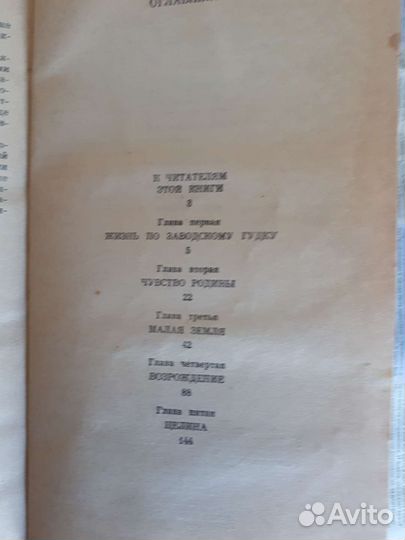 К ЧИТАТЕЛЯМ
ЭТОЙ КНИГИ
3
Глава первая
ЖИЗНЬ ПО ЗАВОДСКОМУ ГУДКУ
5
Глава вторая
ЧУВСТВО РОДИНЫ
22
Глава третья
МАЛАЯ ЗЕМЛЯ
42
Глава четвертая
ВОЗРОЖДЕНИЕ
88
Глава пятая
ЦЕЛИНА
144
Avito